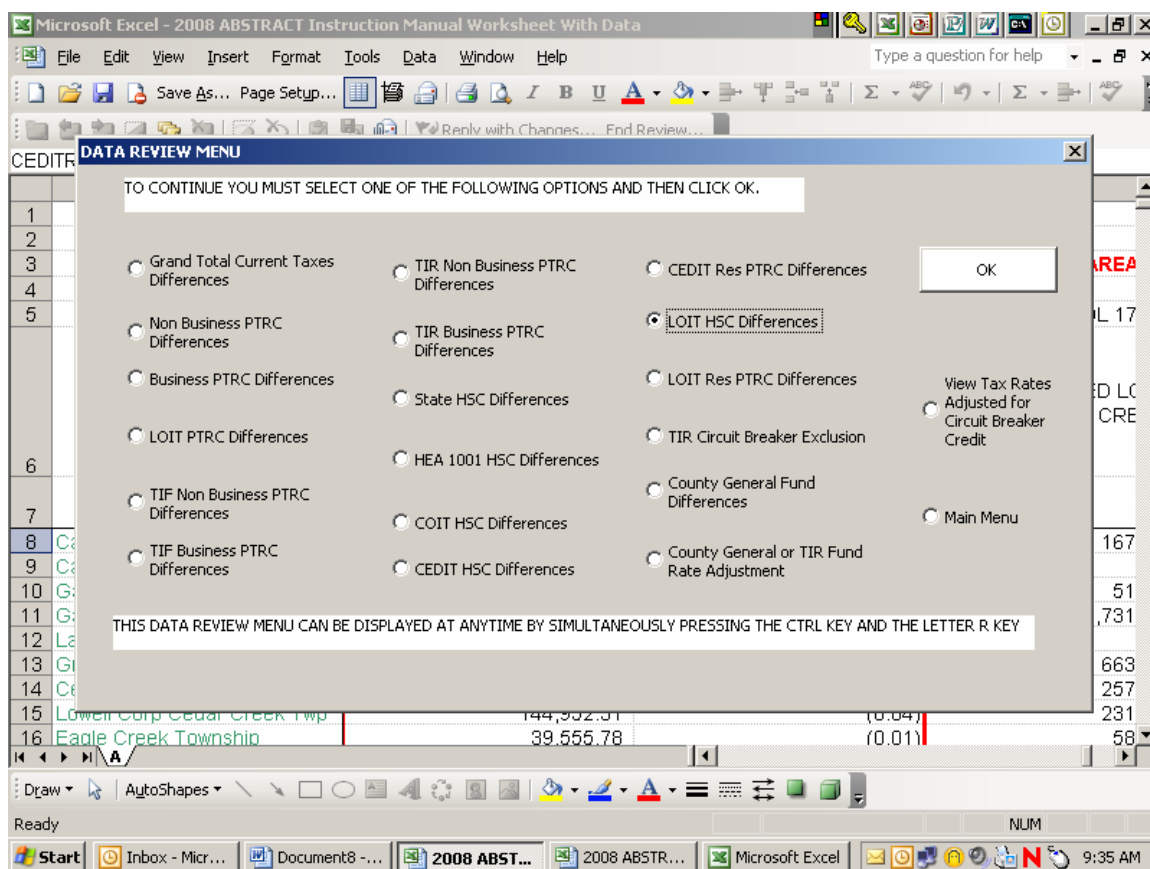 Microsoft Excel - 2008 ABSTRACT Instruction Manual Worksheet With Data
File Edit View Insert Format Tools Data Window Help
Type a question for help
Save As... Page Setup...
Reply with Changes... End Review...
DATA REVIEW MENU
TO CONTINUE YOU MUST SELECT ONE OF THE FOLLOWING OPTIONS AND THEN CLICK OK.
Grand Total Current Taxes
Differences
Non Business PTRC
Differences
Business PTRC Differences
LOIT PTRC Differences
TIF Non Business PTRC
Differences
TIF Business PTRC
Differences
TIR Non Business PTRC
Differences
TIR Business PTRC
Differences
State HSC Differences
HEA 1001 HSC Differences
COIT HSC Differences
CEDIT HSC Differences
CEDIT Res PTRC Differences
LOIT HSC Differences
LOIT Res PTRC Differences
TIR Circuit Breaker Exclusion
County General Fund
Differences
County General or TIR Fund
Rate Adjustment
OK
View Tax Rates
Adjusted for
Circuit Breaker
Credit
Main Menu
THIS DATA REVIEW MENU CAN BE DISPLAYED AT ANYTIME BY SIMULTANEOUSLY PRESSING THE CTRL KEY AND THE LETTER R KEY
1
2
3
4
5
6
7
8 167
9
10 51
11 ,731
12
13 663
14 257
15 Lowell Corp Cedar Creek Twp 144,952.51 (0.04) 231
16 Eagle Creek Township 39,555.78 (0.01) 58
A
Draw AutoShapes
Ready NUM
Start Inbox - Micr... Document8 -... 2008 ABST... 2008 ABSTR... Microsoft Excel 9:35 AM